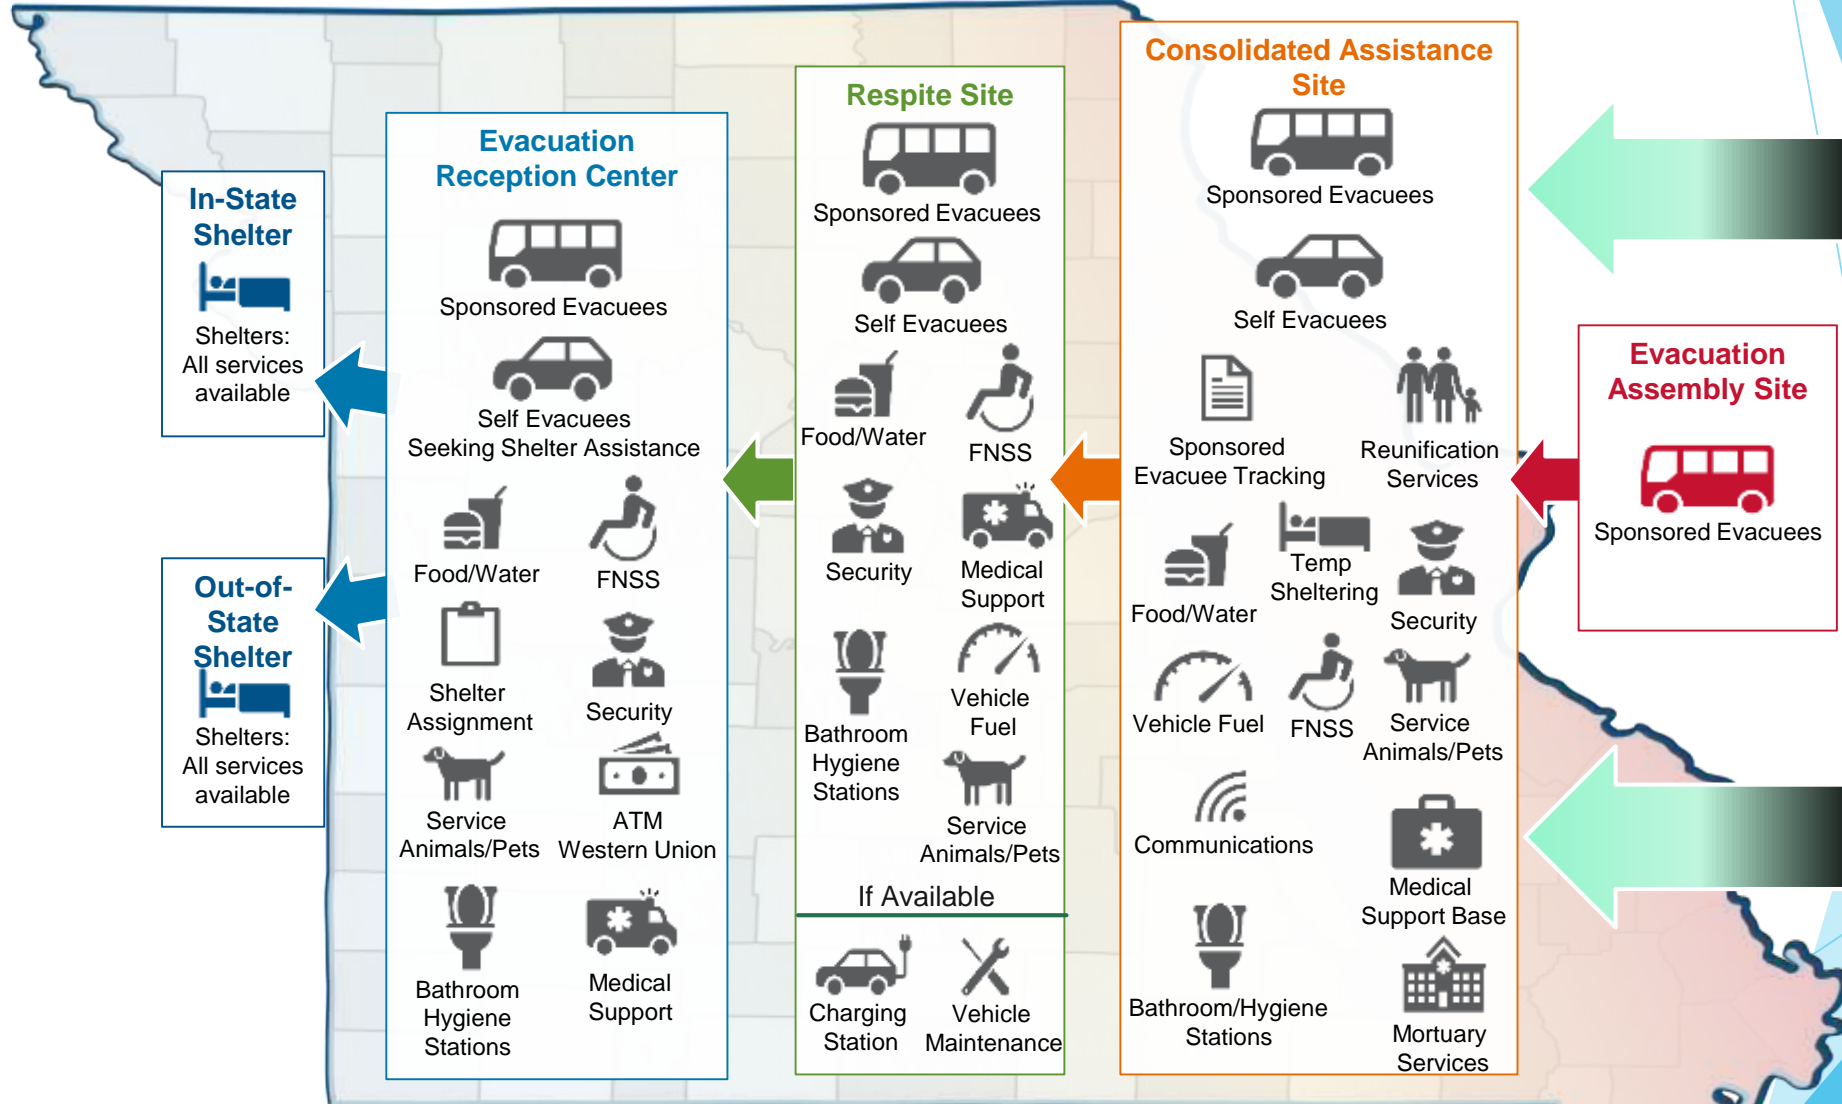 In-State
Shelter
Shelters:
All services
available
Out-of-
State
Shelter
Shelters:
All services
available
Evacuation
Reception Center
Sponsored Evacuees
Self Evacuees
Seeking Shelter Assistance
Food/Water
FNSS
Shelter
Assignment
Security
Service
Animals/Pets
ATM
Western Union
Bathroom
Hygiene
Stations
Medical
Support
Respite Site
Sponsored Evacuees
Self Evacuees
Food/Water
FNSS
Security
Medical
Support
Bathroom
Hygiene
Stations
Vehicle
Fuel
Service
Animals/Pets
If Available
Charging
Station
Vehicle
Maintenance
Consolidated Assistance
Site
Sponsored Evacuees
Self Evacuees
Sponsored
Evacuee Tracking
Reunification
Services
Food/Water
Temp
Sheltering
Security
Vehicle Fuel
FNSS
Service
Animals/Pets
Communications
Medical
Support Base
Bathroom/Hygiene
Stations
Mortuary
Services
Evacuation
Assembly Site
Sponsored Evacuees